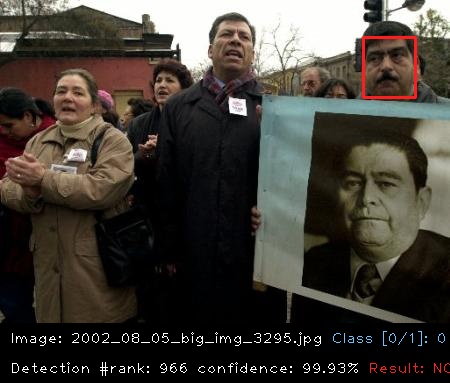 Image: 2002_08_05_big_img_3295.jpg Class [0/1]: 0
Detection #rank: 966 confidence: 99.93% Result: NO